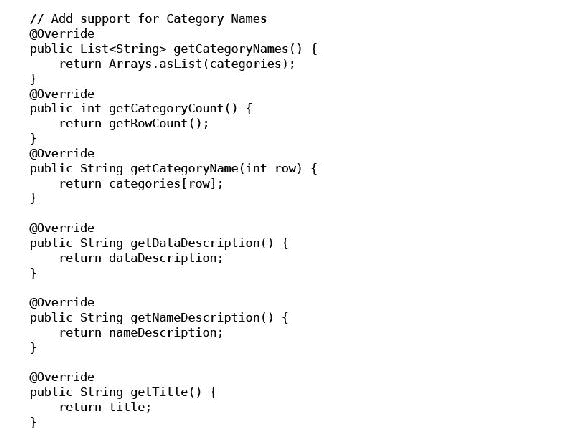 // Add support for Category Names
@Override
public List<String> getCategoryNames() {
    return Arrays.asList(categories);
}
@Override
public int getCategoryCount() {
    return getRowCount();
}
@Override
public String getCategoryName(int row) {
    return categories[row];
}

@Override
public String getDataDescription() {
    return dataDescription;
}

@Override
public String getNameDescription() {
    return nameDescription;
}

@Override
public String getTitle() {
    return title;
}